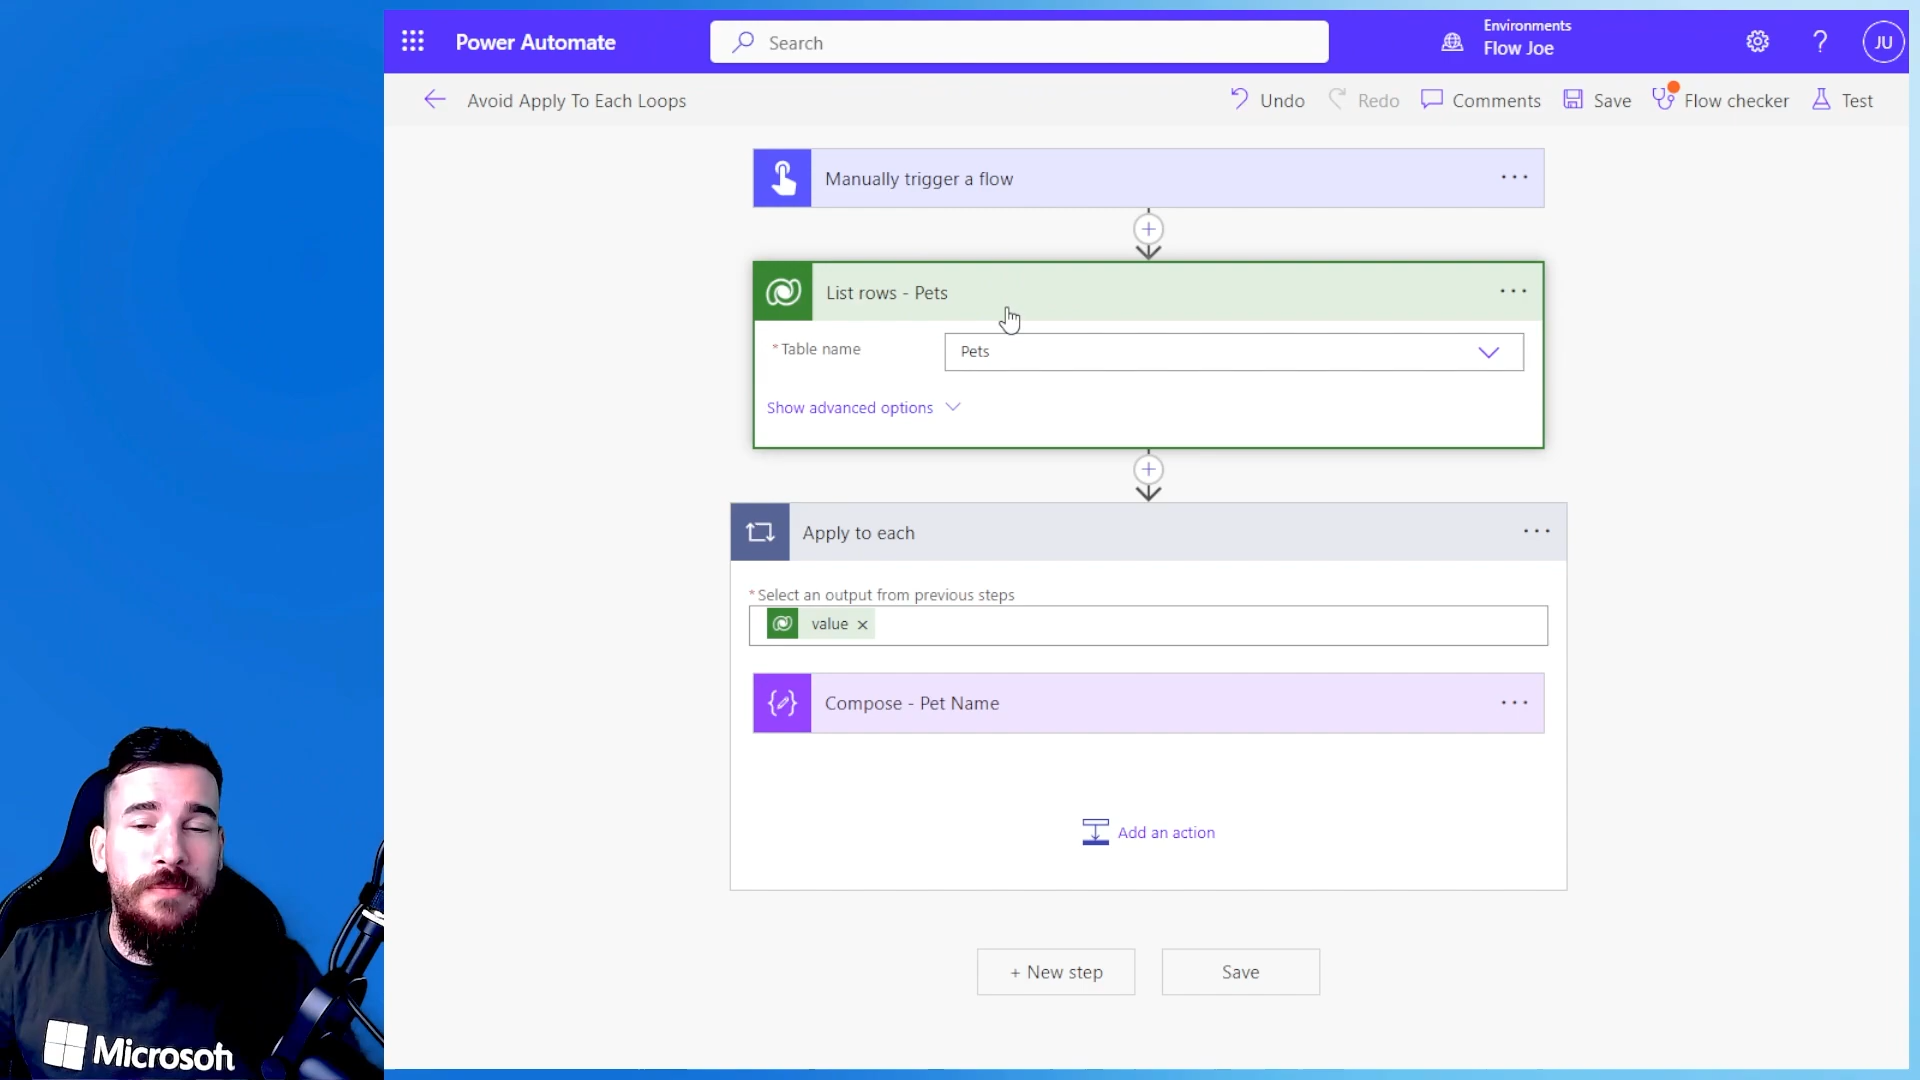 Power Automate
Search
Environments
Flow Joe
JU
Avoid Apply To Each Loops
Undo
Redo
Comments
Save
Flow checker
Test
Manually trigger a flow
List rows - Pets
*Table name
Pets
Show advanced options
Apply to each
*Select an output from previous steps
value
Compose - Pet Name
Add an action
+ New step
Save
Microsoft